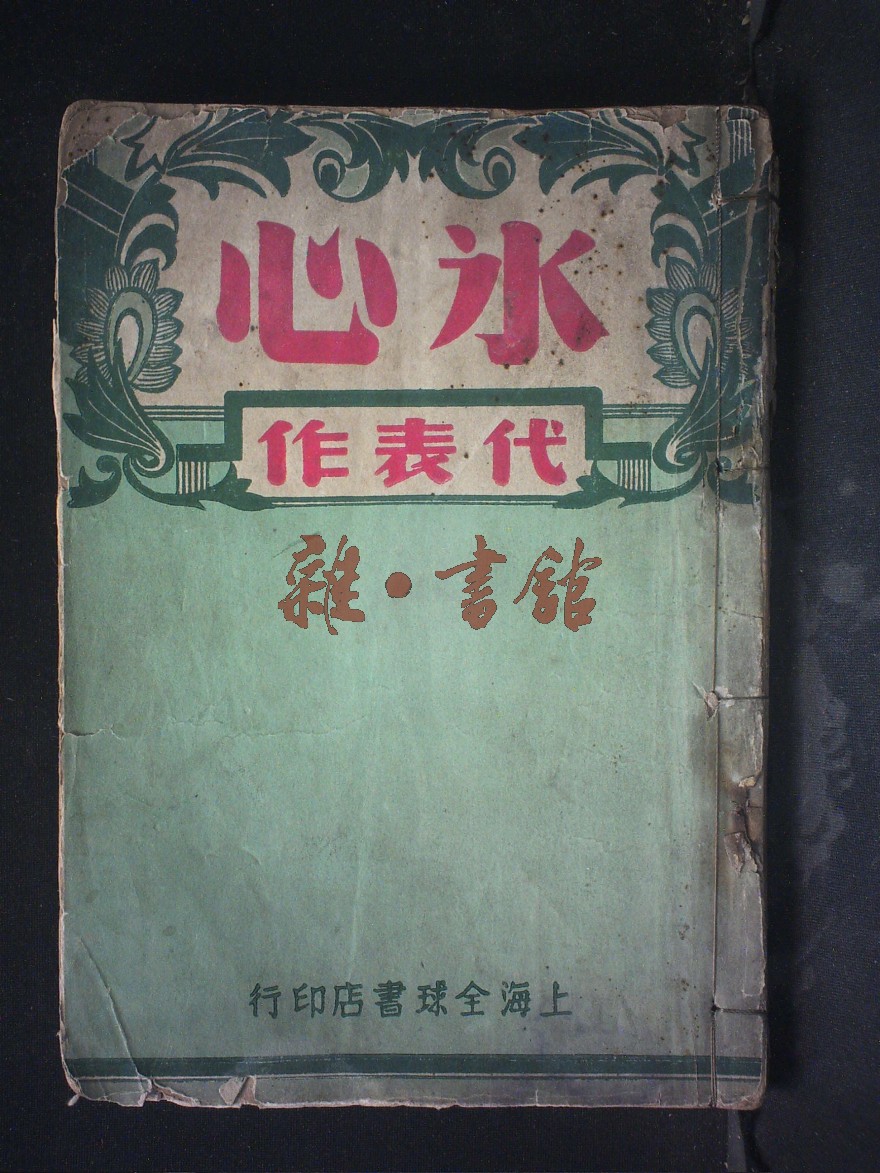 冰心
代表作
雜·書館
上海全球書店印行